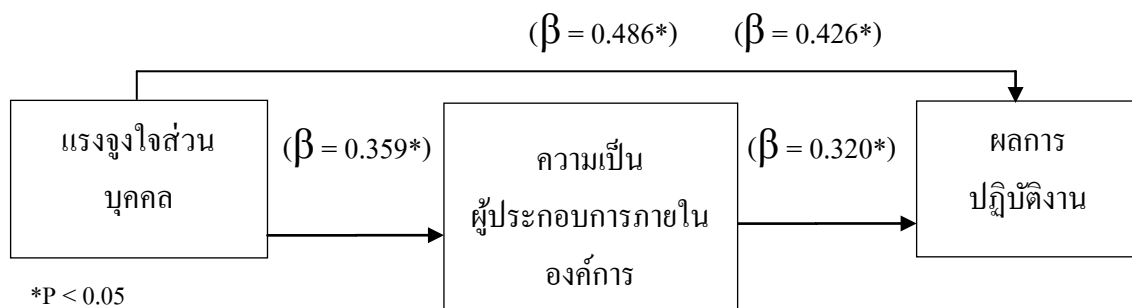 (β = 0.486*) (β = 0.426*)
แรงจูงใจส่วน
บุคคล
(β = 0.359*)
ความเป็น
ผู้ประกอบการภายใน
องค์การ
(β = 0.320*)
ผลการ
ปฏิบัติงาน
*P < 0.05